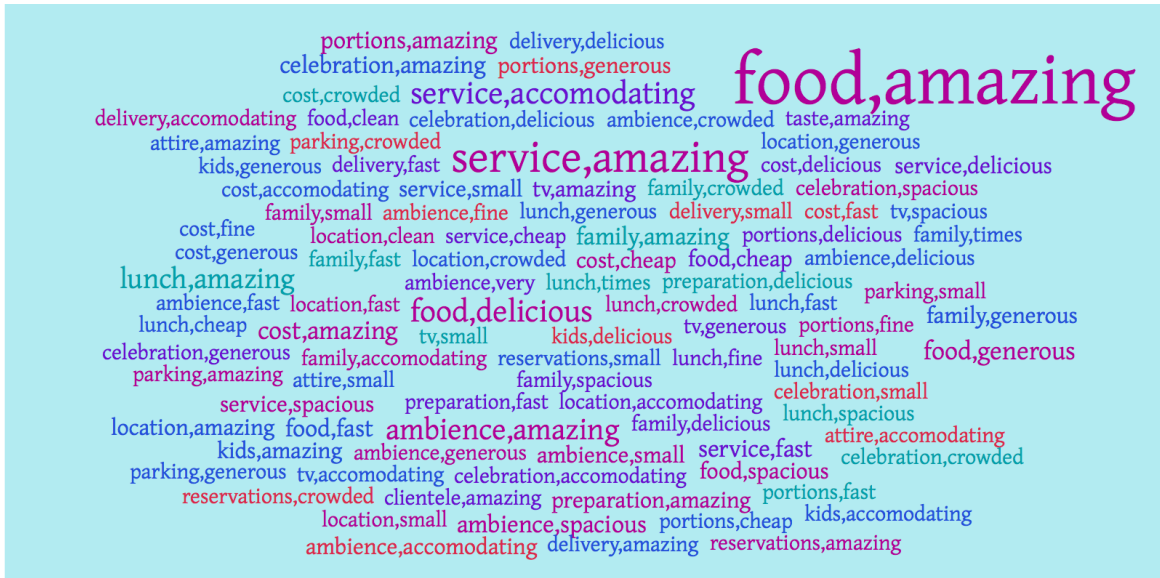 portions,amazing delivery,delicious
food,amazing
celebration,amazing portions,generous
cost,crowded service,accomodating
delivery,accomodating food,clean celebration,delicious ambience,crowded taste,amazing
attire,amazing parking,crowded service,amazing location,generous
kids,generous delivery,fast cost,delicious service,delicious
cost,accomodating service,small tv,amazing family,crowded celebration,spacious
family,small ambience,fine lunch,generous delivery,small cost,fast tv,spacious
cost,fine location,clean service,cheap family,amazing portions,delicious family,times
cost,generous family,fast location,crowded cost,cheap food,cheap ambience,delicious
lunch,amazing ambience,very lunch,times preparation,delicious parking,small
ambience,fast location,fast food,delicious lunch,crowded lunch,fast family,generous
lunch,cheap cost,amazing tv,small kids,delicious tv,generous portions,fine
celebration,generous family,accomodating reservations,small lunch,fine lunch,small food,generous
parking,amazing attire,small family,spacious lunch,delicious
service,spacious preparation,fast location,accomodating celebration,small
lunch,spacious
location,amazing food,fast ambience,amazing family,delicious attire,accomodating
kids,amazing ambience,generous ambience,small service,fast celebration,crowded
parking,generous tv,accomodating celebration,accomodating food,spacious
reservations,crowded clientele,amazing preparation,amazing portions,fast
location,small ambience,spacious portions,cheap kids,accomodating
ambience,accomodating delivery,amazing reservations,amazing